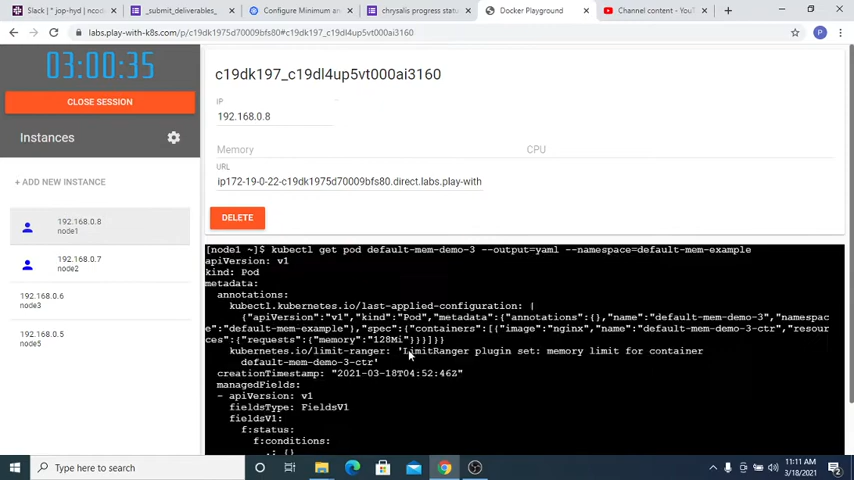 Slack | * jop-hyd | ncod
_submit_deliverables_
Configure Minimum an
chrysalis progress statu
Docker Playground
Channel content - YouT
labs.play-with-k8s.com/p/c19dk1975d70009bfs80#c19dk197_c19dl4up5vt000ai3160
P
03:00:35
CLOSE SESSION
Instances
+ ADD NEW INSTANCE
192.168.0.8
node1
192.168.0.7
node2
192.168.0.6
node3
192.168.0.5
node5
c19dk197_c19dl4up5vt000ai3160
IP
192.168.0.8
Memory
CPU
URL
ip172-19-0-22-c19dk1975d70009bfs80.direct.labs.play-with
DELETE
[node1 ~]$ kubectl get pod default-mem-demo-3 --output=yaml --namespace=default-mem-example
apiVersion: v1
kind: Pod
metadata:
annotations:
kubectl.kubernetes.io/last-applied-configuration: |
{"apiVersion":"v1","kind":"Pod","metadata":{"annotations":{},"name":"default-mem-demo-3","namespac
e":"default-mem-example"},"spec":{"containers":[{"image":"nginx","name":"default-mem-demo-3-ctr","resour
ces":{"requests":{"memory":"128Mi"}}}]}}
kubernetes.io/limit-ranger: 'LimitRanger plugin set: memory limit for container
default-mem-demo-3-ctr'
creationTimestamp: "2021-03-18T04:52:46Z"
managedFields:
- apiVersion: v1
fieldsType: FieldsV1
fieldsV1:
f:status:
f:conditions:
.: {}
Type here to search
11:11 AM
3/18/2021
2